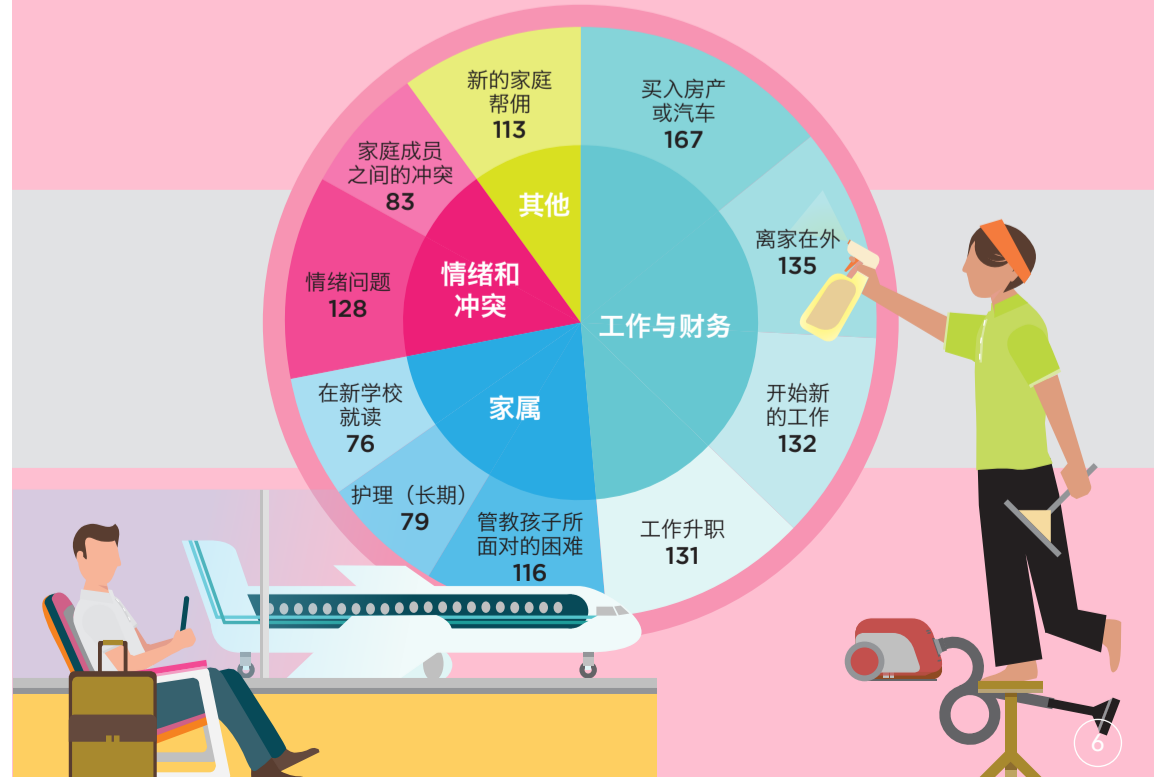 新的家庭
帮佣
113
买入房产
或汽车
167
家庭成员
之间的冲突
83
其他
离家在外
135
情绪问题
128
情绪和
冲突
工作与财务
在新学校
就读
76
家属
开始新
的工作
132
护理（长期）
79
管教孩子所
面对的困难
116
工作升职
131
6